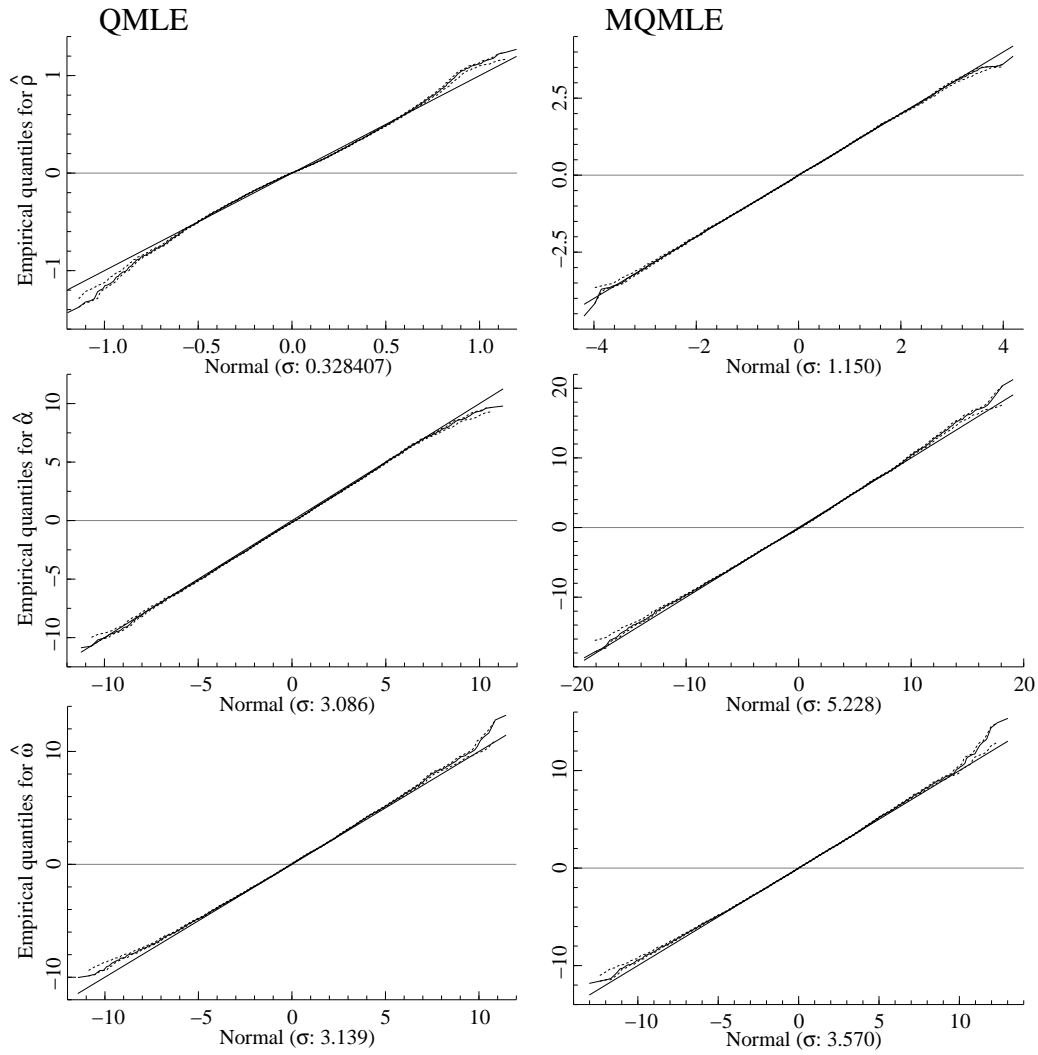 QMLE MQMLE
Empirical quantiles for ρ̂
1
0
−1
−1.0 −0.5 0.0 0.5 1.0
Normal (σ: 0.328407)
2.5
0.0
−2.5
−4 −2 0 2 4
Normal (σ: 1.150)
Empirical quantiles for α̂
10
5
0
−5
−10
−10 −5 0 5 10
Normal (σ: 3.086)
20
10
0
−10
−20 −10 0 10 20
Normal (σ: 5.228)
Empirical quantiles for ω̂
10
0
−10
−10 −5 0 5 10
Normal (σ: 3.139)
10
0
−10
−10 −5 0 5 10
Normal (σ: 3.570)